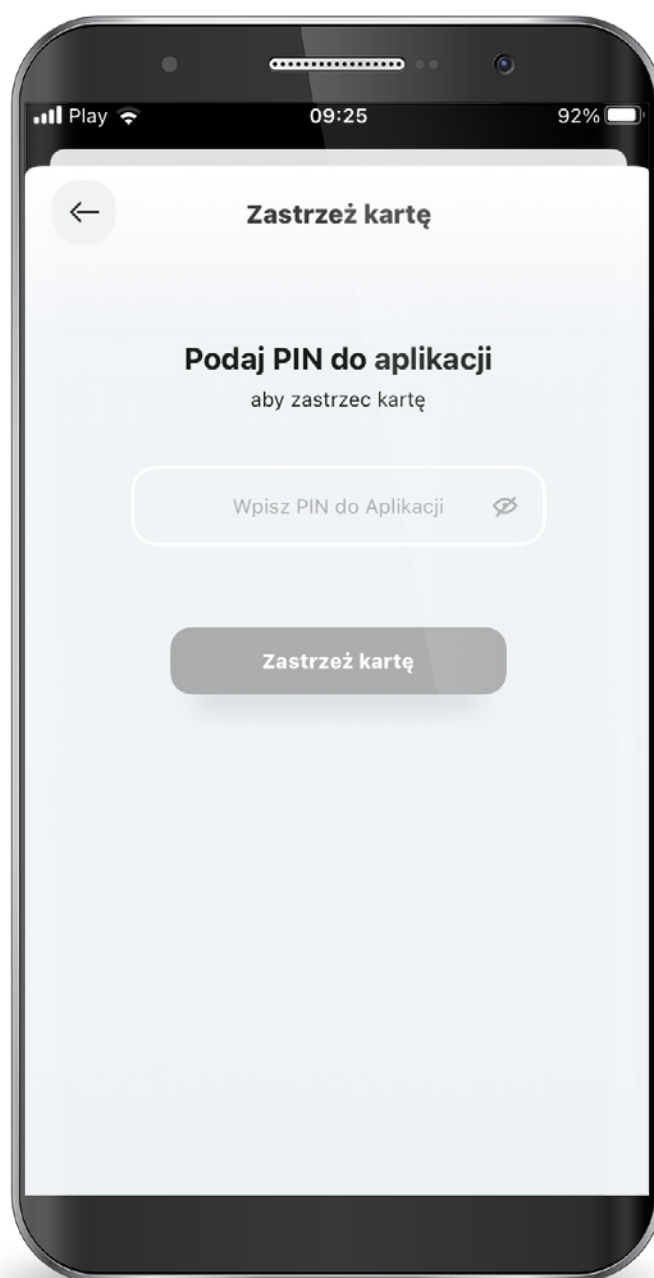 Play 09:25 92%
Zastrzeż kartę
Podaj PIN do aplikacji
aby zastrzec kartę
Wpisz PIN do Aplikacji
Zastrzeż kartę